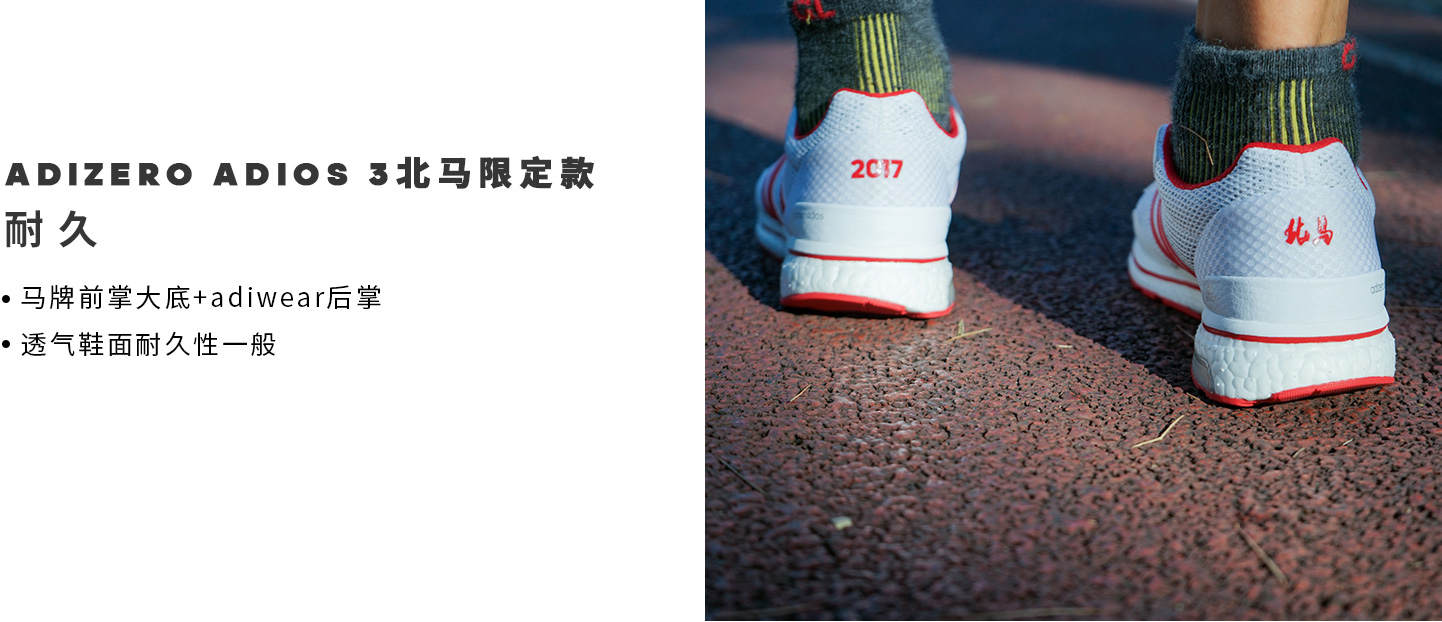 ADIZERO ADIOS 3北马限定款
耐久
• 马牌前掌大底+adiwear后掌
• 透气鞋面耐久性一般
2017
北马